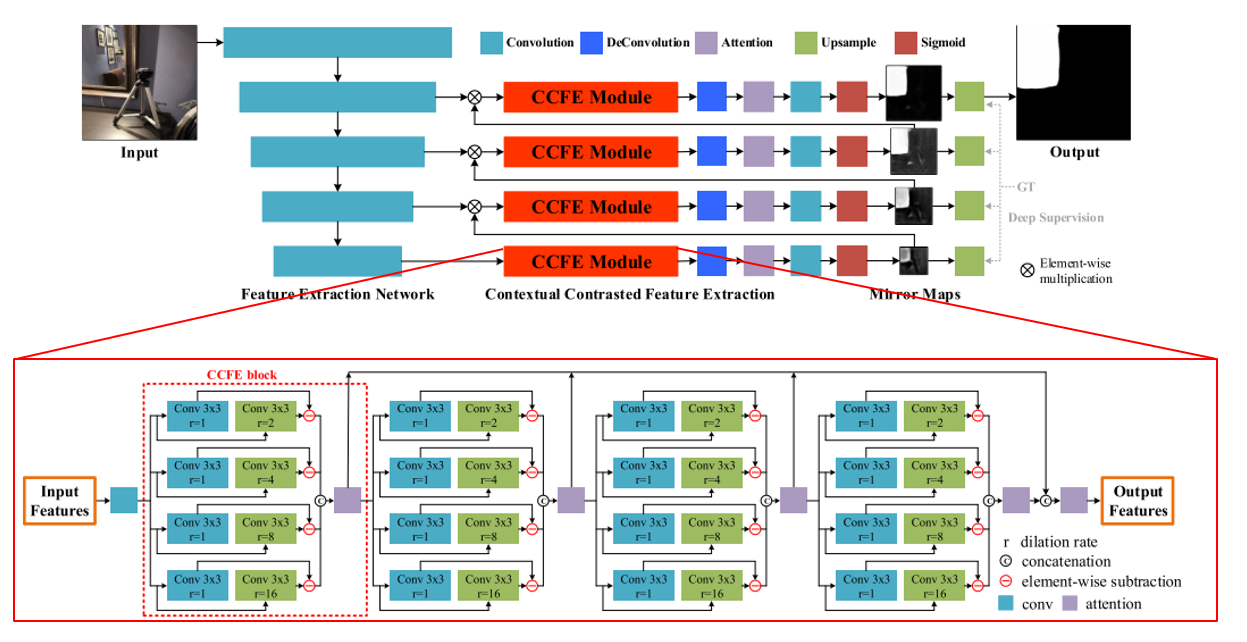 Convolution
DeConvolution
Attention
Upsample
Sigmoid
Input
CCFE Module
CCFE Module
CCFE Module
CCFE Module
Output
GT
Deep Supervision
Element-wise
multiplication
Feature Extraction Network
Contextual Contrasted Feature Extraction
Mirror Maps
CCFE block
Input
Features
Conv 3x3
r=1
Conv 3x3
r=2
Conv 3x3
r=1
Conv 3x3
r=4
Conv 3x3
r=1
Conv 3x3
r=8
Conv 3x3
r=1
Conv 3x3
r=16
c
Conv 3x3
r=1
Conv 3x3
r=2
Conv 3x3
r=1
Conv 3x3
r=4
Conv 3x3
r=1
Conv 3x3
r=8
Conv 3x3
r=1
Conv 3x3
r=16
c
Conv 3x3
r=1
Conv 3x3
r=2
Conv 3x3
r=1
Conv 3x3
r=4
Conv 3x3
r=1
Conv 3x3
r=8
Conv 3x3
r=1
Conv 3x3
r=16
c
Conv 3x3
r=1
Conv 3x3
r=2
Conv 3x3
r=1
Conv 3x3
r=4
Conv 3x3
r=1
Conv 3x3
r=8
Conv 3x3
r=1
Conv 3x3
r=16
c
c
Output
Features
r dilation rate
c concatenation
element-wise subtraction
conv
attention